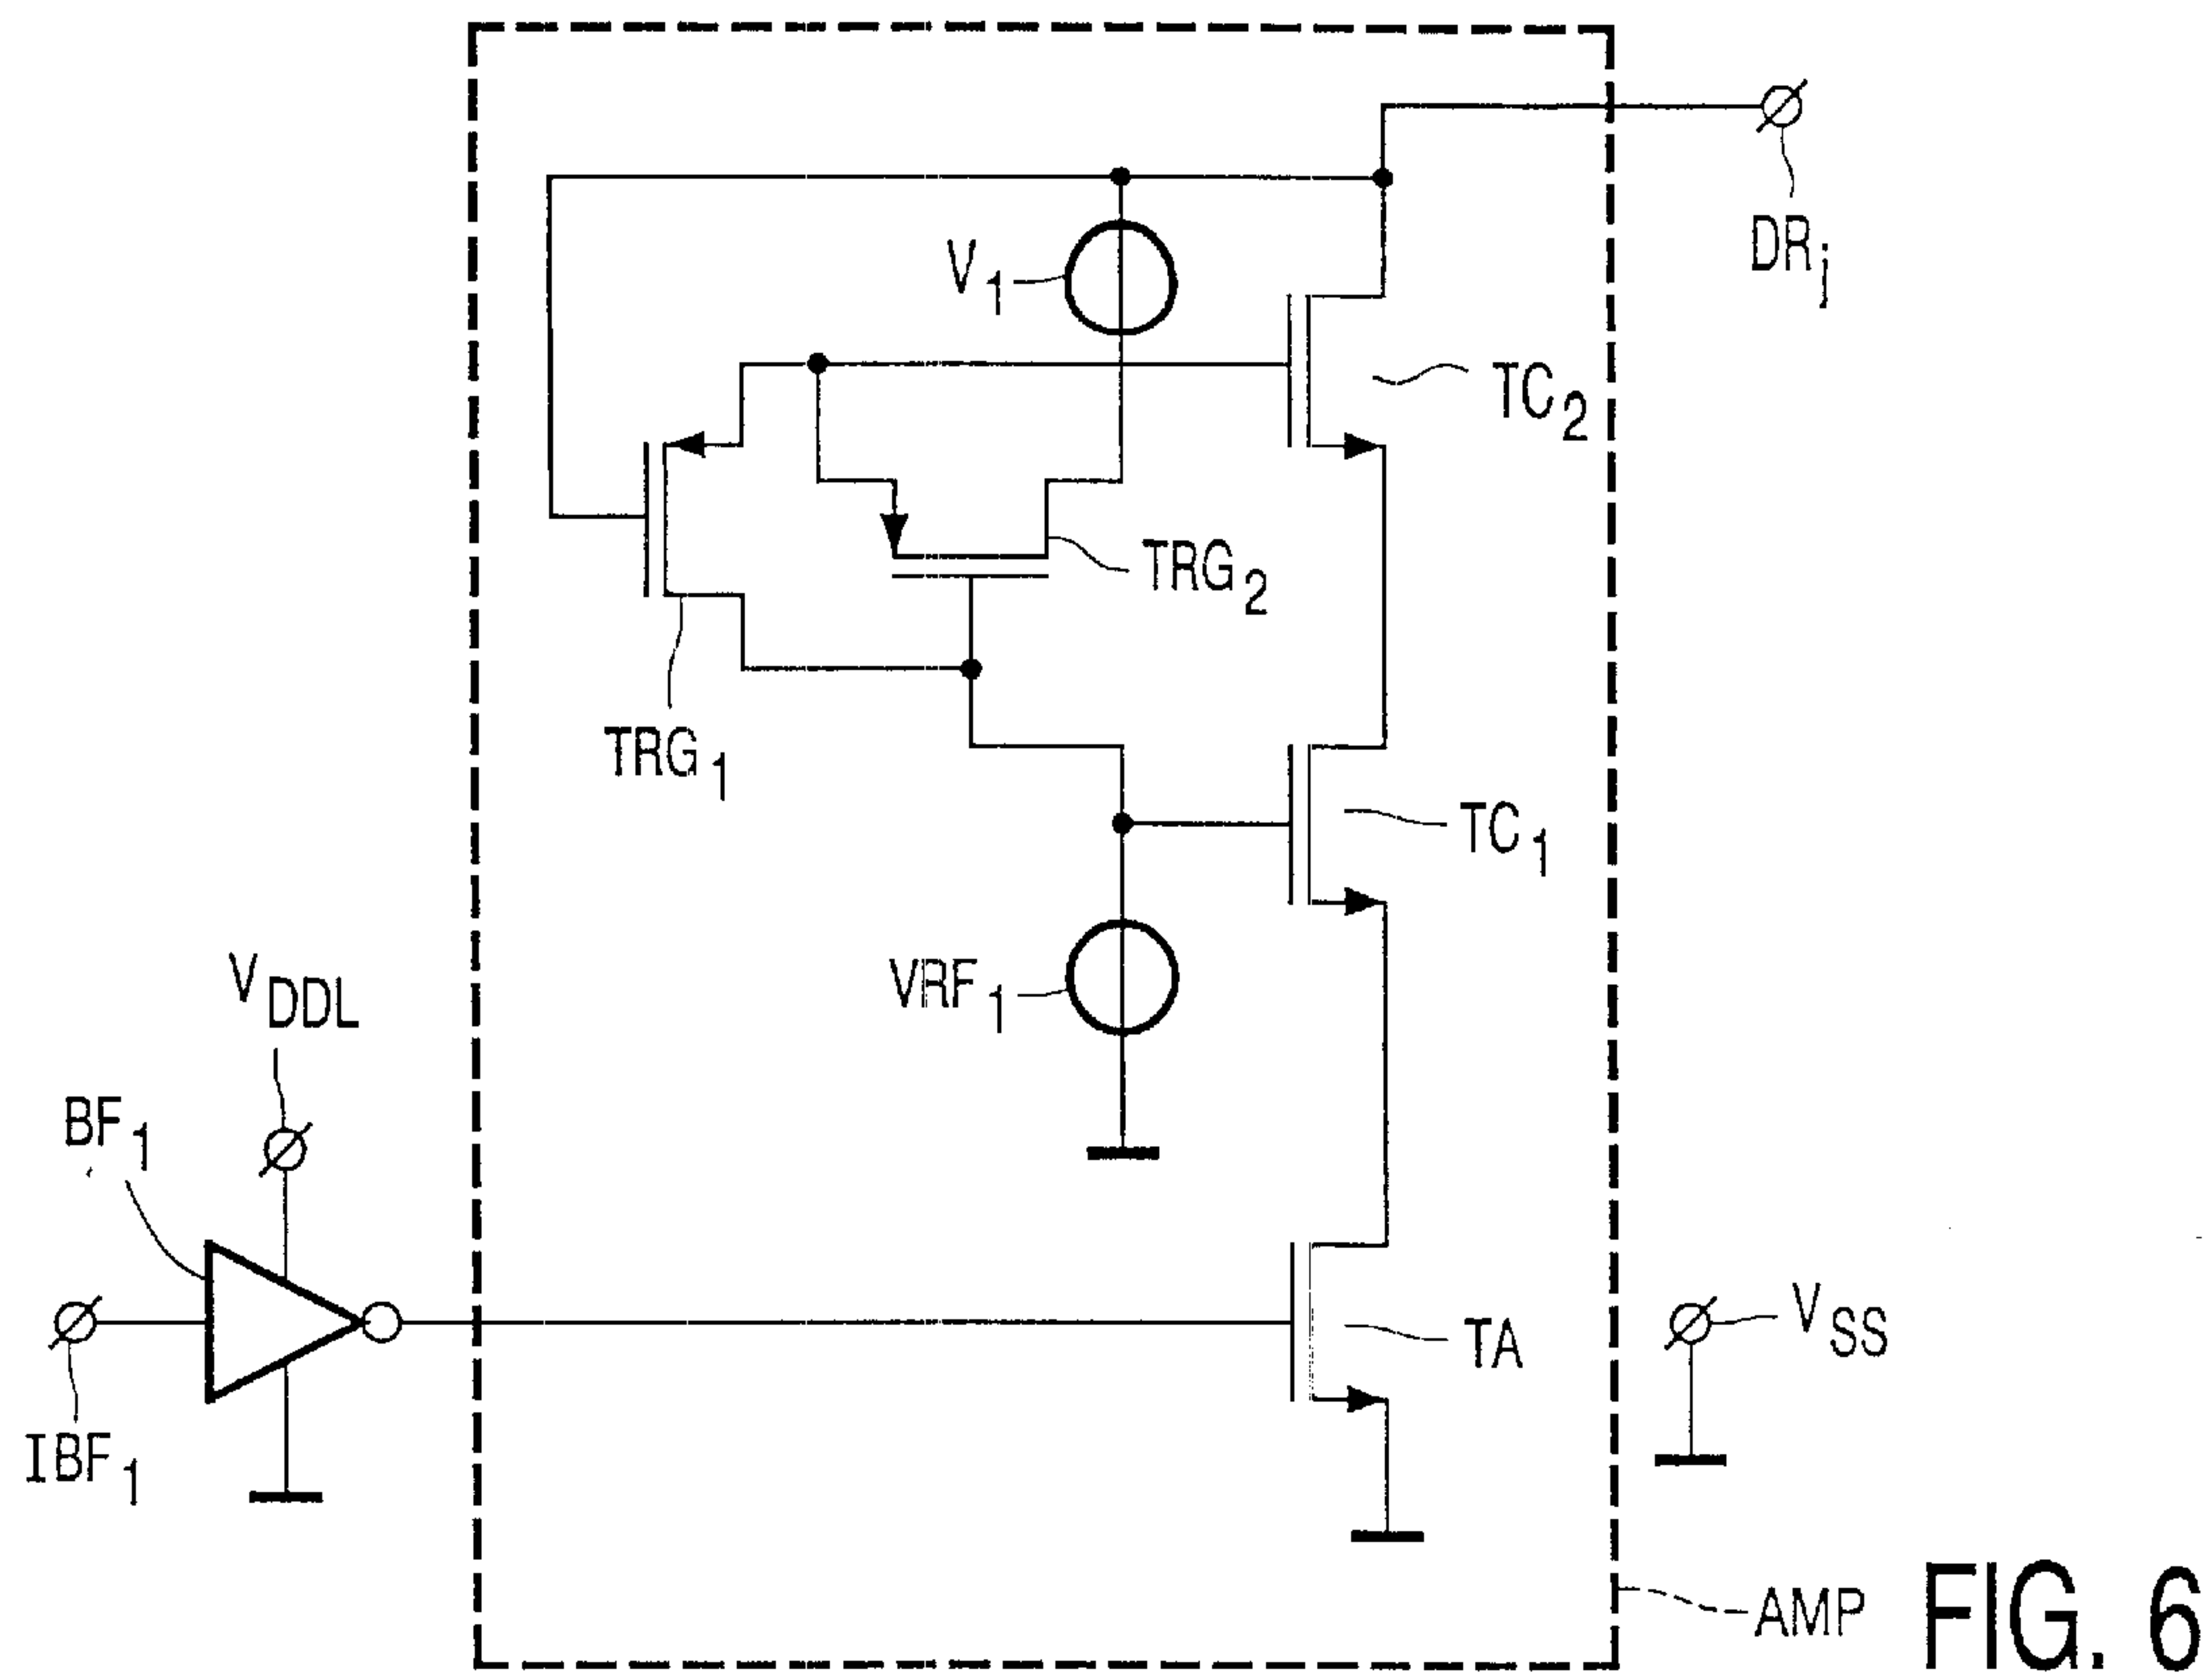 DRj
V1
TC2
TRG2
TRG1
TC1
VRF1
VDDL
BF1
VSS
TA
IBF1
AMP
FIG. 6